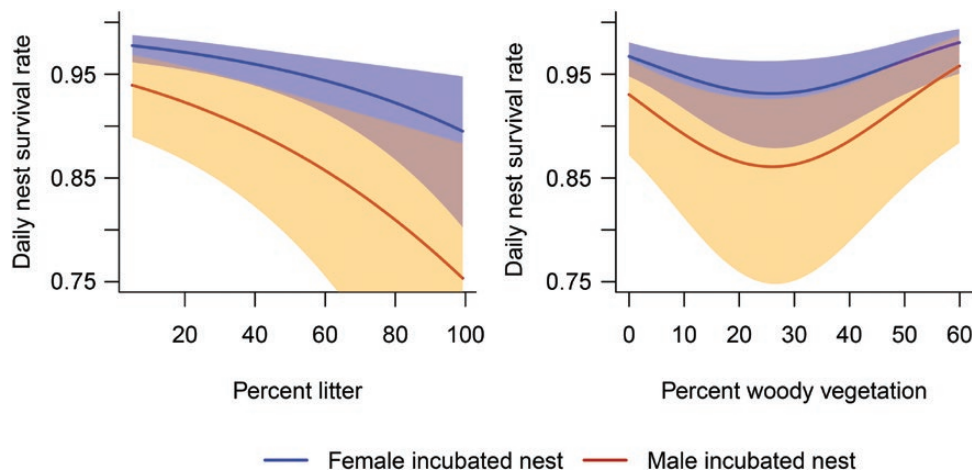 Daily nest survival rate
0.95
0.85
0.75
20 40 60 80 100
Percent litter
Daily nest survival rate
0.95
0.85
0.75
0 10 20 30 40 50 60
Percent woody vegetation
Female incubated nest
Male incubated nest